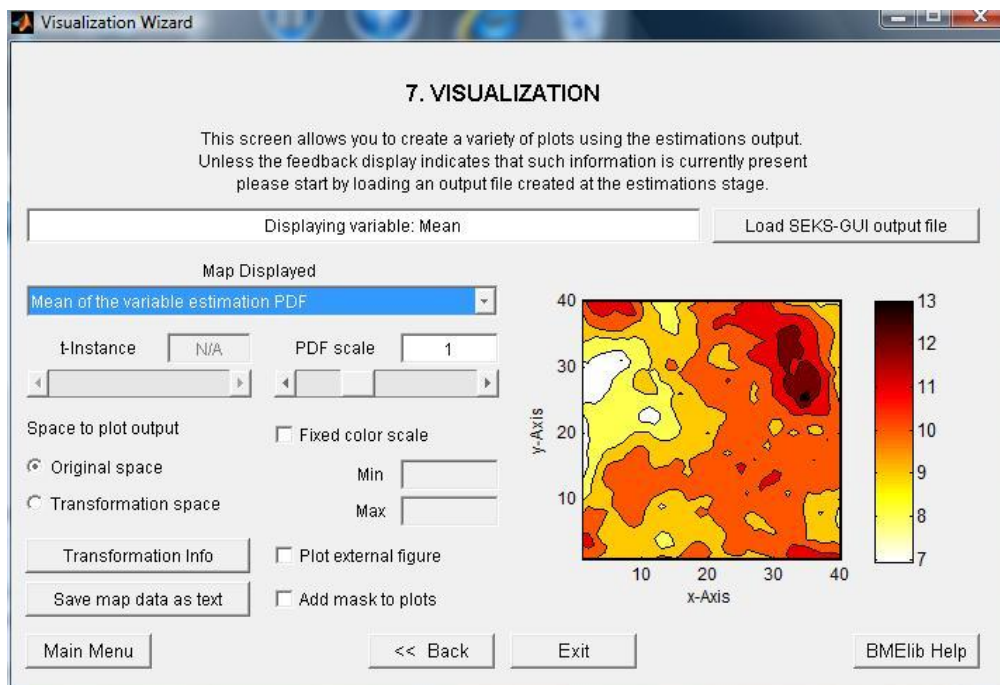 Visualization Wizard
7. VISUALIZATION
This screen allows you to create a variety of plots using the estimations output.
Unless the feedback display indicates that such information is currently present
please start by loading an output file created at the estimations stage.
Displaying variable: Mean
Load SEKS-GUI output file
Map Displayed
Mean of the variable estimation PDF
t-Instance
N/A
PDF scale
1
Space to plot output
Original space
Transformation space
Fixed color scale
Min
Max
Transformation Info
Plot external figure
Save map data as text
Add mask to plots
40
30
20
10
y-Axis
10 20 30 40
x-Axis
13
12
11
10
9
8
7
Main Menu
<< Back
Exit
BMElib Help